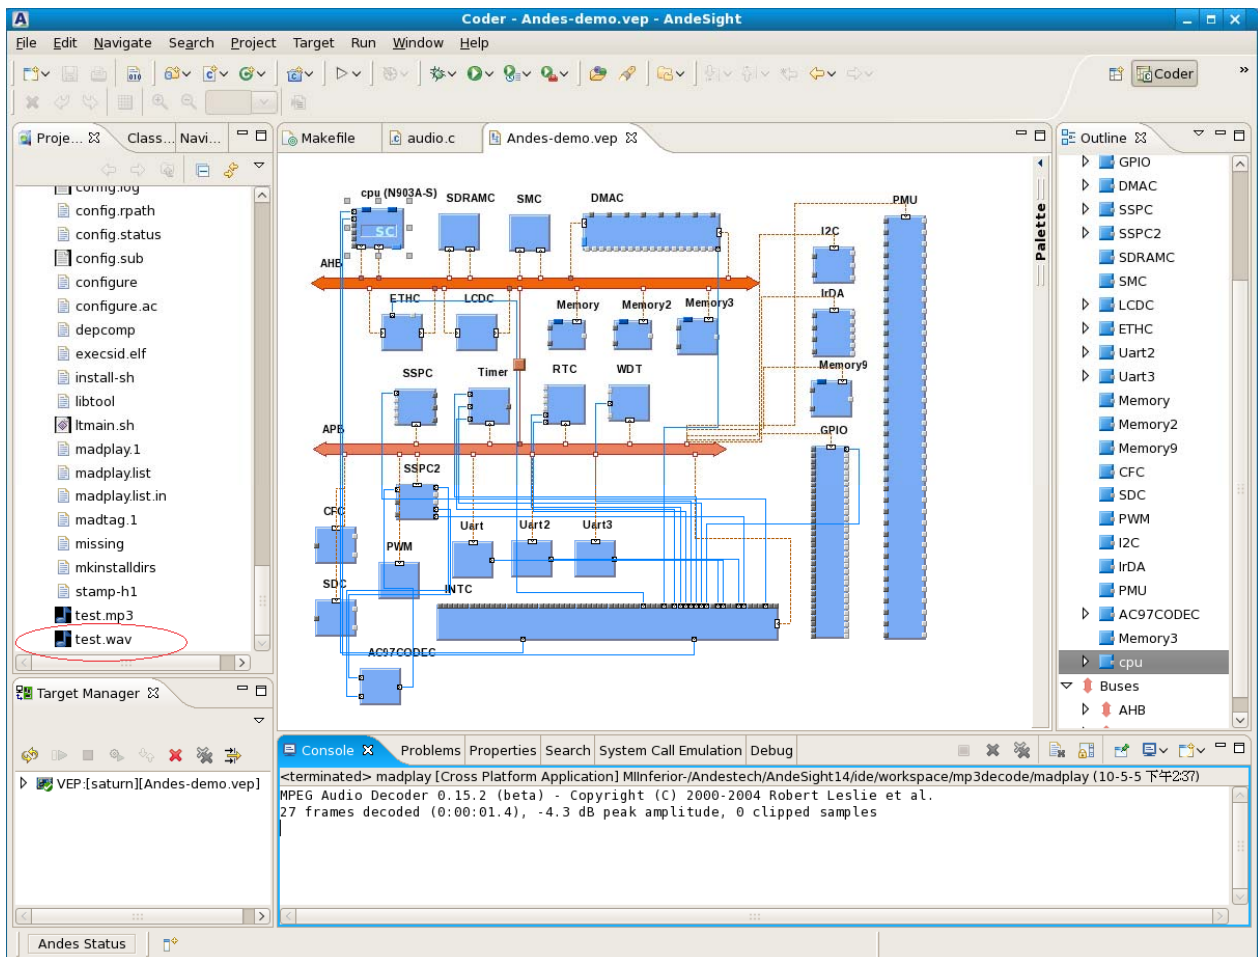 Coder - Andes-demo.vep - AndeSight
File Edit Navigate Search Project Target Run Window Help
Coder
»
Proje... Class... Navi...
config.log
config.rpath
config.status
config.sub
configure
configure.ac
depcomp
execsid.elf
install-sh
libtool
ltmain.sh
madplay.1
madplay.list
madplay.list.in
madtag.1
missing
mkinstalldirs
stamp-h1
test.mp3
test.wav
Makefile audio.c Andes-demo.vep
Palette
cpu (N903A-S) SDRAMC SMC DMAC PMU
SC
I2C
AHB
IrDA
ETHC LCDC Memory Memory2 Memory3
SSPC Timer RTC WDT Memory9
APB GPIO
SSPC2
CFC Uart Uart2 Uart3
PWM
SDC INTC
AC97CODEC
Outline
GPIO
DMAC
SSPC
SSPC2
SDRAMC
SMC
LCDC
ETHC
Uart2
Uart3
Memory
Memory2
Memory9
CFC
SDC
PWM
I2C
IrDA
PMU
AC97CODEC
Memory3
cpu
Buses
AHB
Target Manager
VEP:[saturn][Andes-demo.vep]
Console Problems Properties Search System Call Emulation Debug
<terminated> madplay [Cross Platform Application] MIInferior-/Andestech/AndeSight14/ide/workspace/mp3decode/madplay (10-5-5 下午2:37)
MPEG Audio Decoder 0.15.2 (beta) - Copyright (C) 2000-2004 Robert Leslie et al.
27 frames decoded (0:00:01.4), -4.3 dB peak amplitude, 0 clipped samples
Andes Status